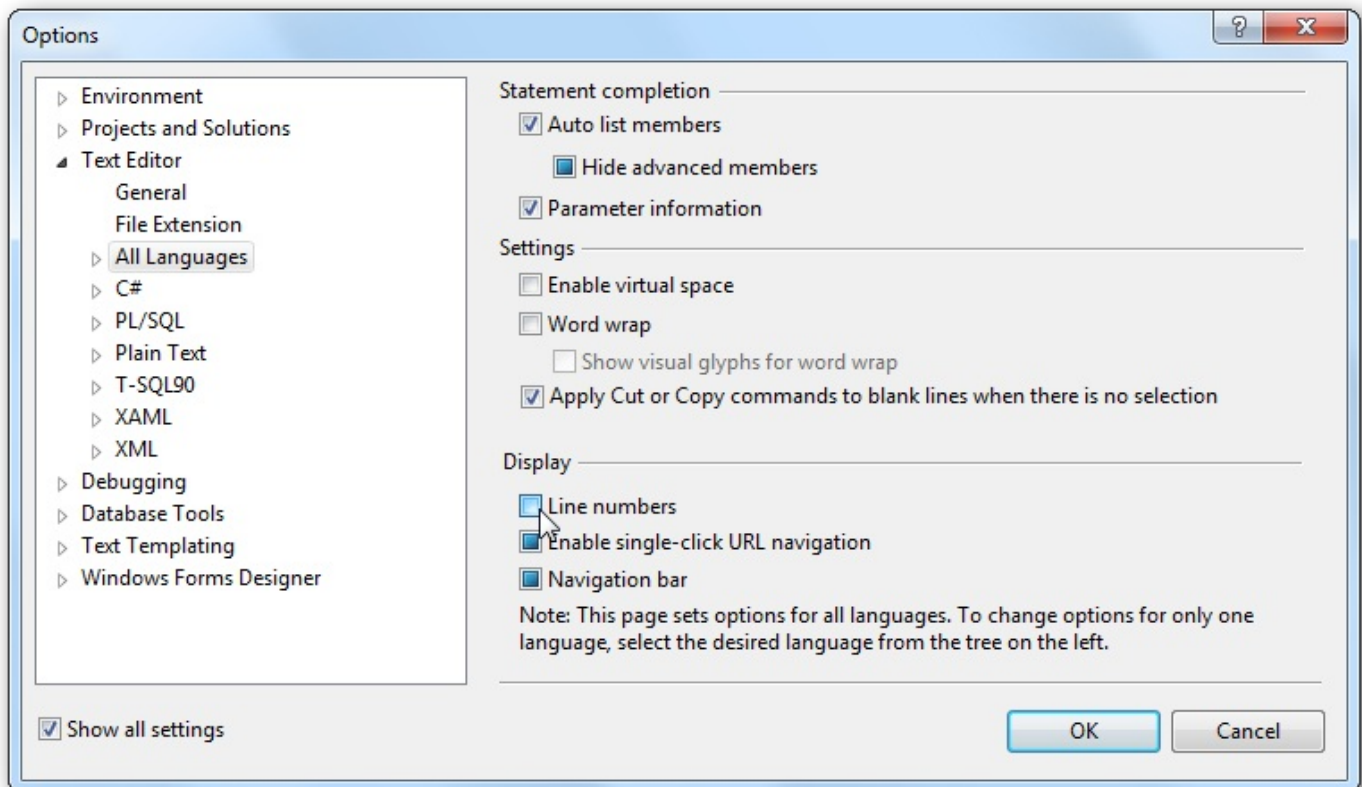 Options
Environment
Projects and Solutions
Text Editor
General
File Extension
All Languages
C#
PL/SQL
Plain Text
T-SQL90
XAML
XML
Debugging
Database Tools
Text Templating
Windows Forms Designer
Show all settings
Statement completion
Auto list members
Hide advanced members
Parameter information
Settings
Enable virtual space
Word wrap
Show visual glyphs for word wrap
Apply Cut or Copy commands to blank lines when there is no selection
Display
Line numbers
Enable single-click URL navigation
Navigation bar
Note: This page sets options for all languages. To change options for only one
language, select the desired language from the tree on the left.
OK
Cancel